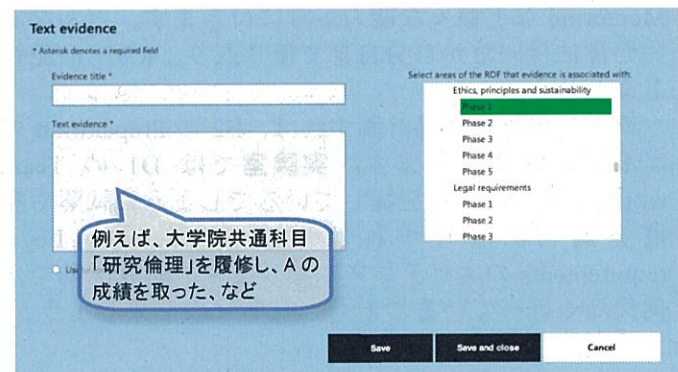 Text evidence
* Asterisk denotes a required field
Evidence title *
Text evidence *
例えば、大学院共通科目
「研究倫理」を履修し、Aの
成績を取った、など
Select areas of the RDF that evidence is associated with:
Ethics, principles and sustainability
Phase 1
Phase 2
Phase 3
Phase 4
Phase 5
Legal requirements
Phase 1
Phase 2
Phase 3
Save
Save and close
Cancel